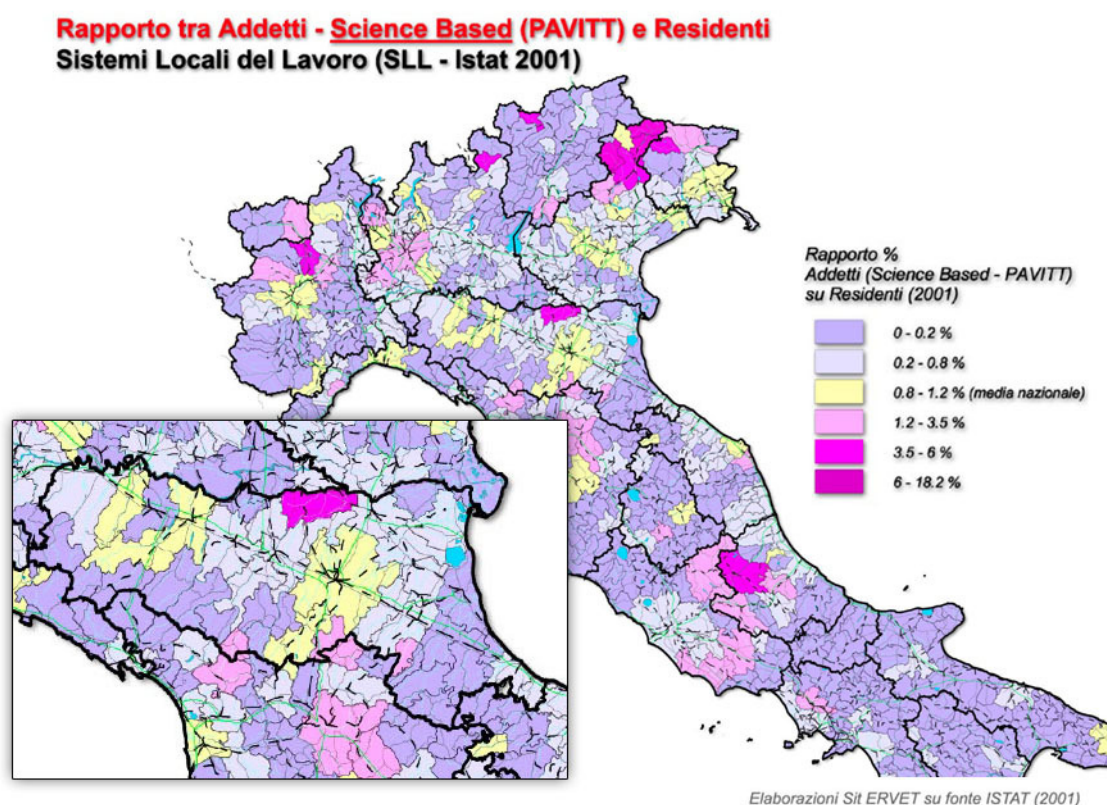 Rapporto tra Addetti - Science Based (PAVITT) e Residenti
Sistemi Locali del Lavoro (SLL - Istat 2001)
Rapporto %
Addetti (Science Based - PAVITT)
su Residenti (2001)
0 - 0.2 %
0.2 - 0.8 %
0.8 - 1.2 % (media nazionale)
1.2 - 3.5 %
3.5 - 6 %
6 - 18.2 %
Elaborazioni Sit ERVET su fonte ISTAT (2001)